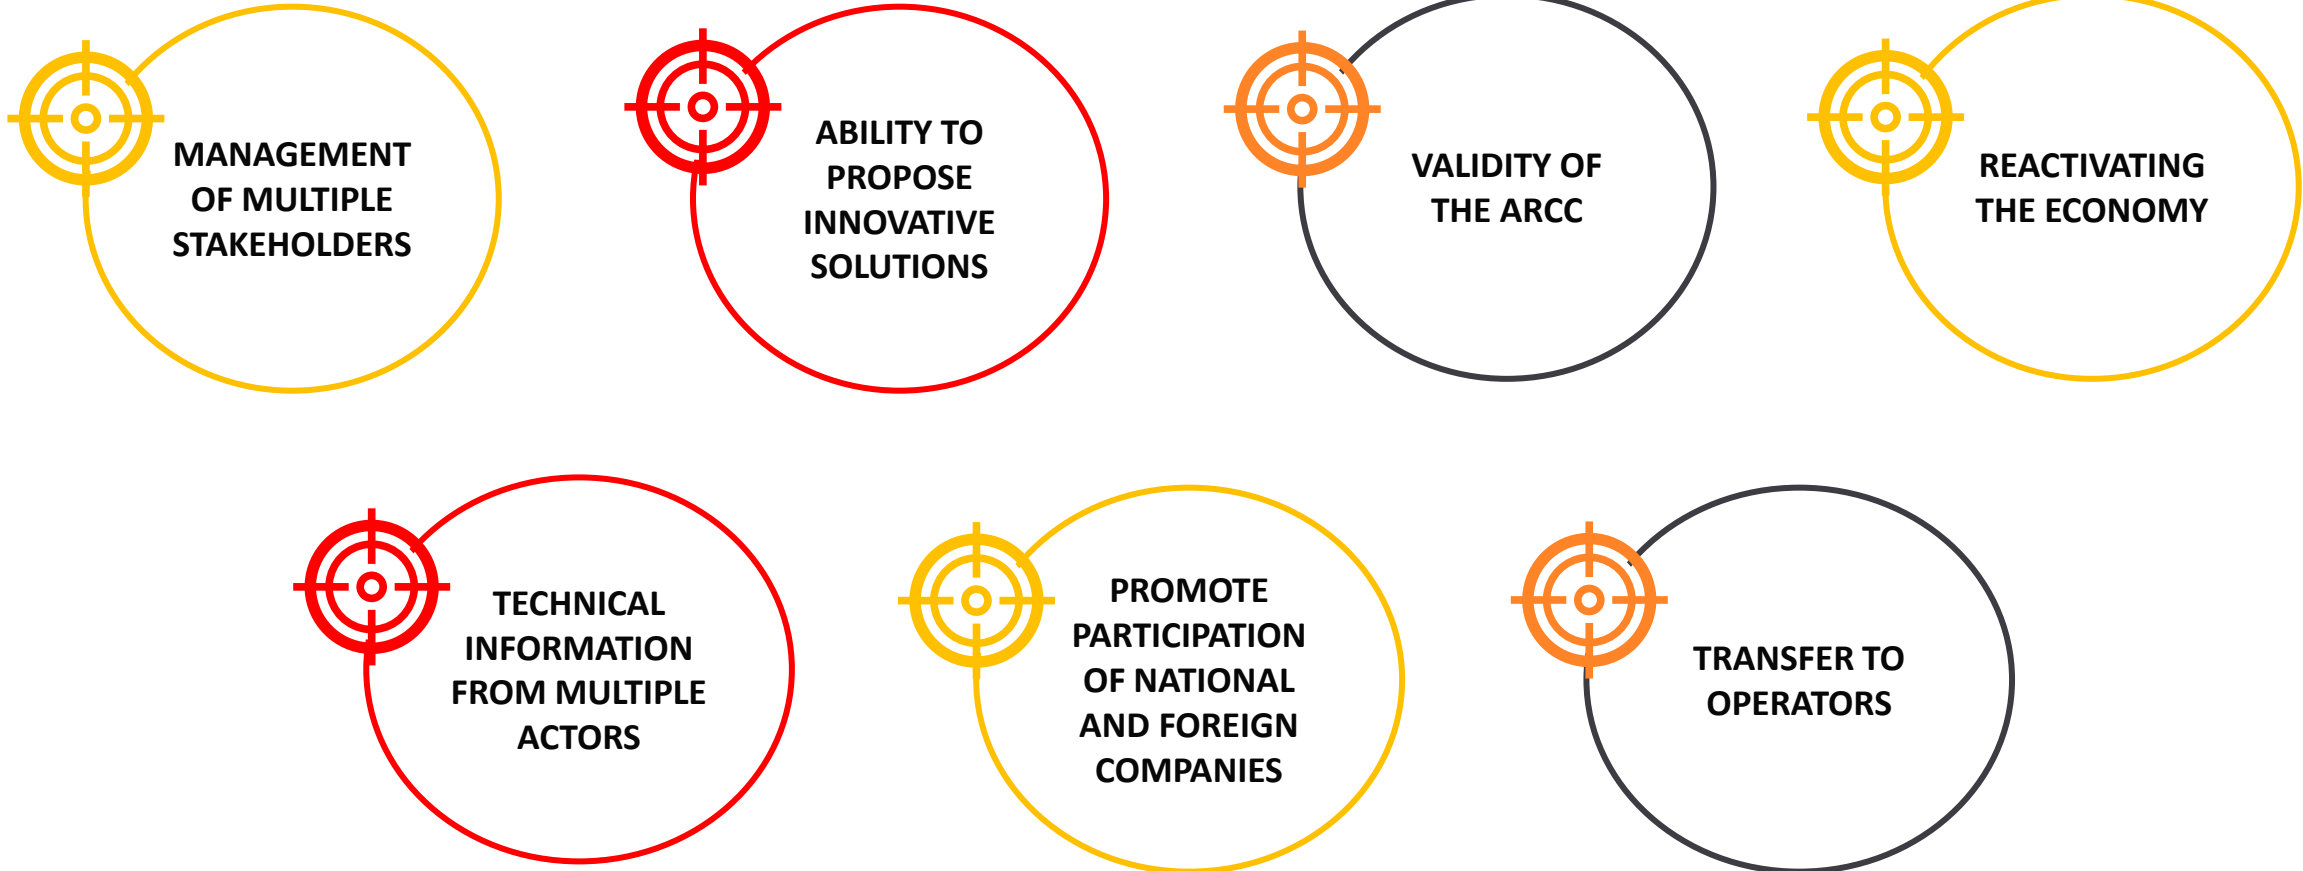 MANAGEMENT
OF MULTIPLE
STAKEHOLDERS
ABILITY TO
PROPOSE
INNOVATIVE
SOLUTIONS
VALIDITY OF
THE ARCC
REACTIVATING
THE ECONOMY
TECHNICAL
INFORMATION
FROM MULTIPLE
ACTORS
PROMOTE
PARTICIPATION
OF NATIONAL
AND FOREIGN
COMPANIES
TRANSFER TO
OPERATORS